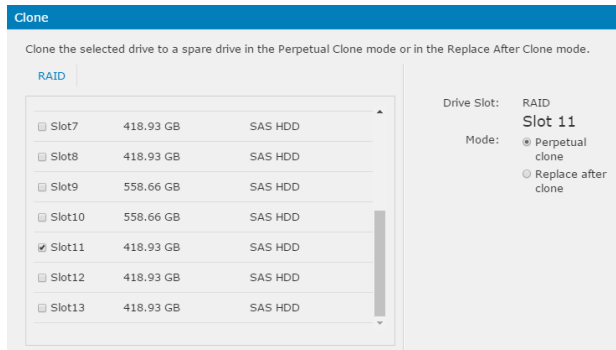 Clone
Clone the selected drive to a spare drive in the Perpetual Clone mode or in the Replace After Clone mode.
RAID
Slot7 418.93 GB SAS HDD
Slot8 418.93 GB SAS HDD
Slot9 558.66 GB SAS HDD
Slot10 558.66 GB SAS HDD
Slot11 418.93 GB SAS HDD
Slot12 418.93 GB SAS HDD
Slot13 418.93 GB SAS HDD
Drive Slot: RAID
Slot 11
Mode: Perpetual
clone
Replace after
clone